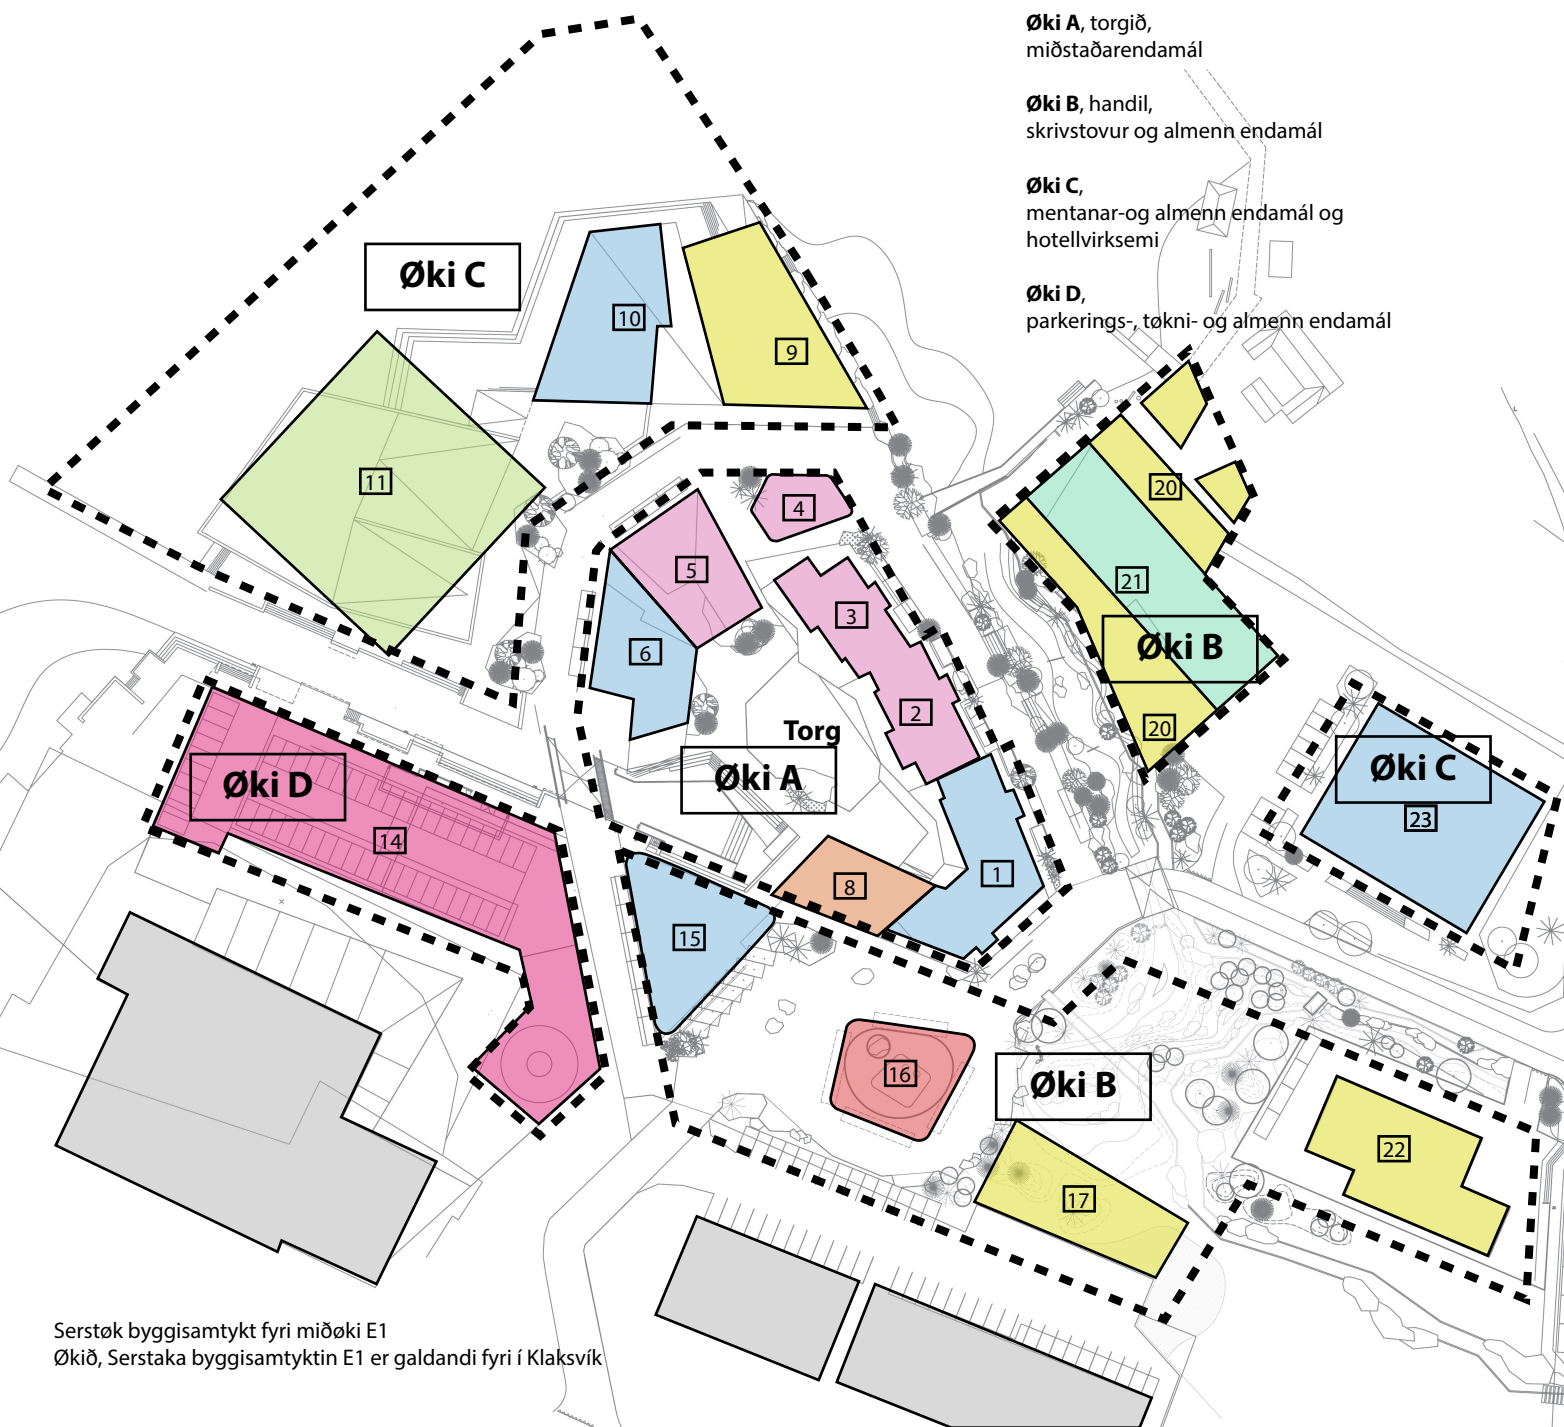 Øki A, torgið,
miðstaðarendamál
Øki B, handil,
skrivstovur og almenn endamál
Øki C,
mentanar-og almenn endamál og
hotellvirksemi
Øki D,
parkerings-, tøkni- og almenn endamál
Øki C
10
9
11
4
5
3
6
2
20
21
Øki B
20
Torg
Øki A
Øki C
23
Øki D
14
8
1
15
16
Øki B
22
17
Serstøk byggisamtykt fyri miðøki E1
Økið, Serstaka byggisamtyktin E1 er galdandi fyri í Klaksvík